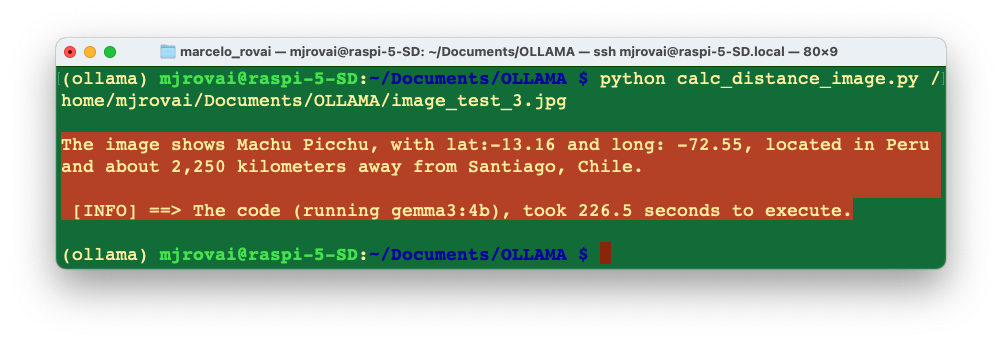 marcelo_rovai — mjrovai@raspi-5-SD: ~/Documents/OLLAMA — ssh mjrovai@raspi-5-SD.local — 80×9
(ollama) mjrovai@raspi-5-SD:~/Documents/OLLAMA $ python calc_distance_image.py /
home/mjrovai/Documents/OLLAMA/image_test_3.jpg
The image shows Machu Picchu, with lat:-13.16 and long: -72.55, located in Peru
and about 2,250 kilometers away from Santiago, Chile.
[INFO] ==> The code (running gemma3:4b), took 226.5 seconds to execute.
(ollama) mjrovai@raspi-5-SD:~/Documents/OLLAMA $